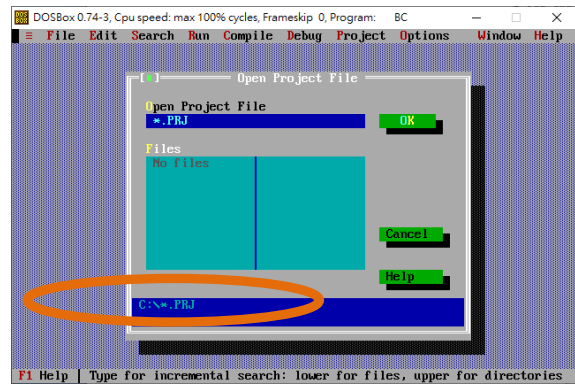 DOSBox 0.74-3, Cpu speed: max 100% cycles, Frameskip 0, Program: BC
≡ File Edit Search Run Compile Debug Project Options Window Help
Open Project File
Open Project File
*.PRJ
OK
Files
No files
Cancel
Help
C:\*.PRJ
F1 Help | Type for incremental search: lower for files, upper for directories